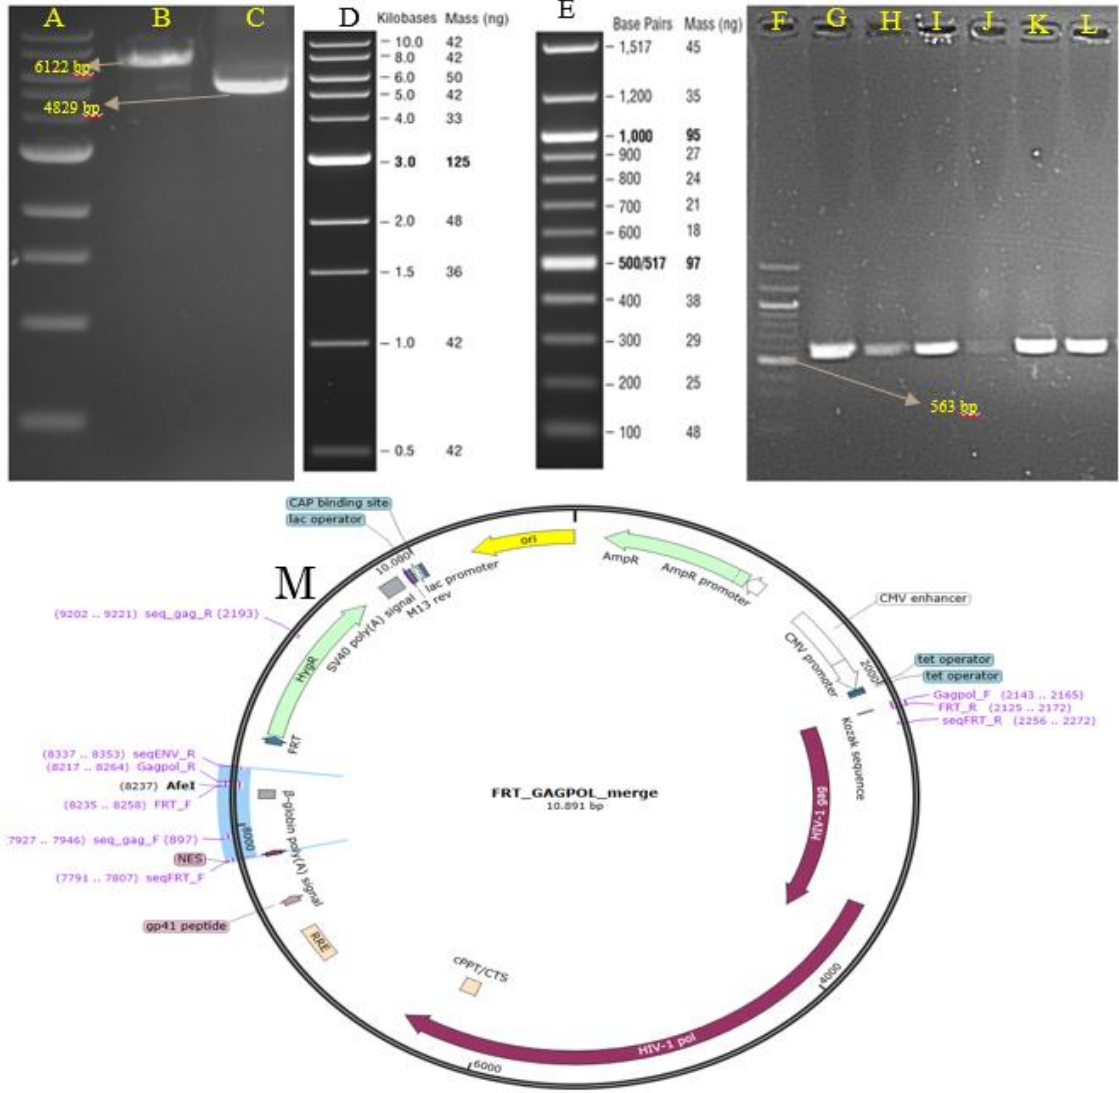 A
B
C
6122 bp
4829 bp
D
Kilobases Mass (ng)
10.0 42
8.0 42
6.0 50
5.0 42
4.0 33
3.0 125
2.0 48
1.5 36
1.0 42
0.5 42
E
Base Pairs Mass (ng)
1,517 45
1,200 35
1,000 95
900 27
800 24
700 21
600 18
500/517 97
400 38
300 29
200 25
100 48
F G H I J K L
563 bp
M
CAP binding site
lac operator
10.000
ori
lac promoter
M13 rev
SV40 poly(A) signal
AmpR
AmpR promoter
CMV enhancer
CMV promoter
2000
tet operator
tet operator
Gagpol_F (2143 .. 2165)
FRT_R (2125 .. 2172)
seqFRT_R (2256 .. 2272)
Kozak sequence
(9202 .. 9221) seq_gag_R (2193)
HygR
FRT
(8337 .. 8353) seqENV_R
(8217 .. 8264) Gagpol_R
(8237) AfeI
(8235 .. 8258) FRT_F
8000
7927 .. 7946) seq_gag_F (897)
NES
(7791 .. 7807) seqFRT_F
β-globin poly(A) signal
gp41 peptide
RRE
cPPT/CTS
FRT_GAGPOL_merge
10.891 bp
HIV-1 gag
4000
HIV-1 pol
6000